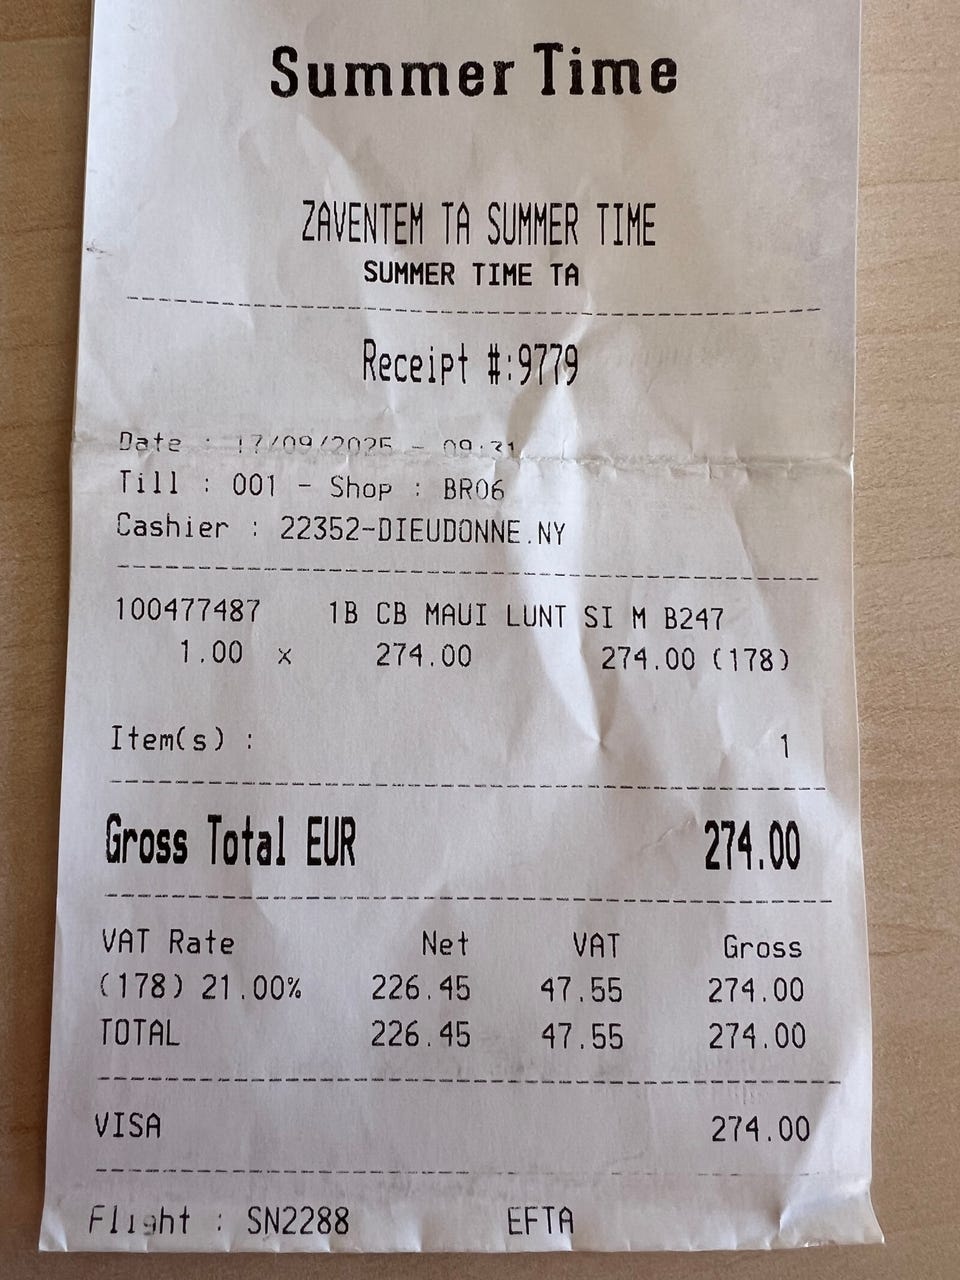 Summer Time
ZAVENTEM TA SUMMER TIME
SUMMER TIME TA
Receipt #:9779
Date : 17/09/2025 - 09:31
Till : 001 - Shop : BR06
Cashier : 22352-DIEUDONNE.NY
100477487 1B CB MAUI LUNT SI M B247
1.00 x 274.00 274.00 (178)
Item(s) : 1
Gross Total EUR 274.00
VAT Rate Net VAT Gross
(178) 21.00% 226.45 47.55 274.00
TOTAL 226.45 47.55 274.00
VISA 274.00
Flight : SN2288 EFTA